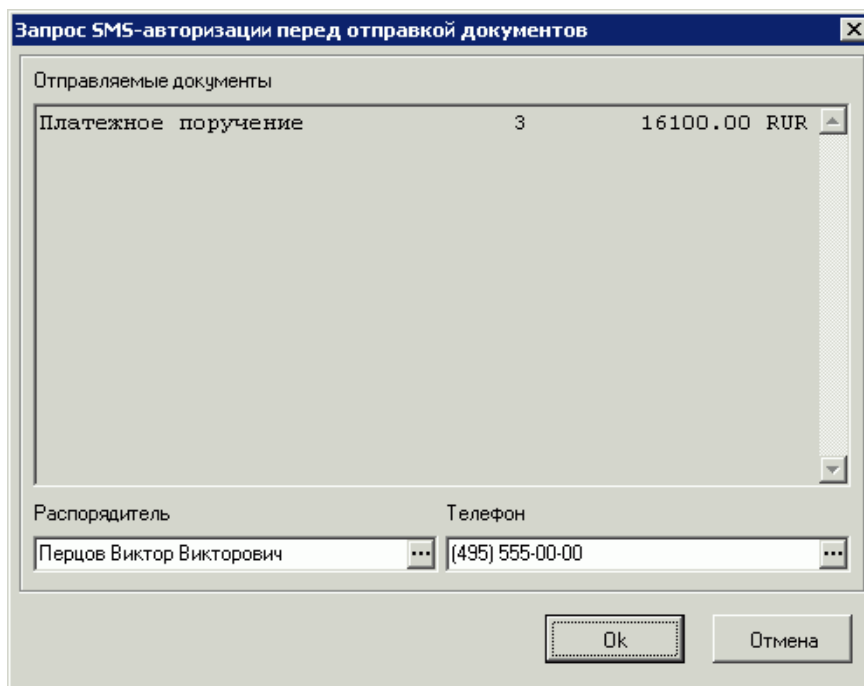 Запрос SMS-авторизации перед отправкой документов
Отправляемые документы
Платежное поручение 3 16100.00 RUR
Распорядитель Телефон
Перцов Виктор Викторович ... (495) 555-00-00 ...
Ok Отмена